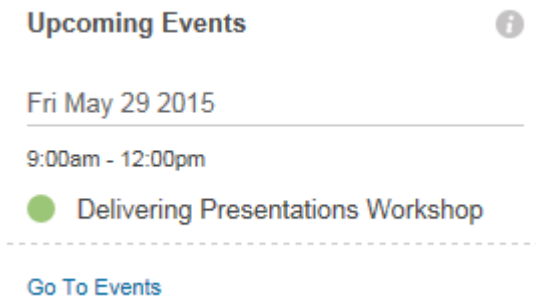 Upcoming Events
Fri May 29 2015
9:00am - 12:00pm
Delivering Presentations Workshop
Go To Events